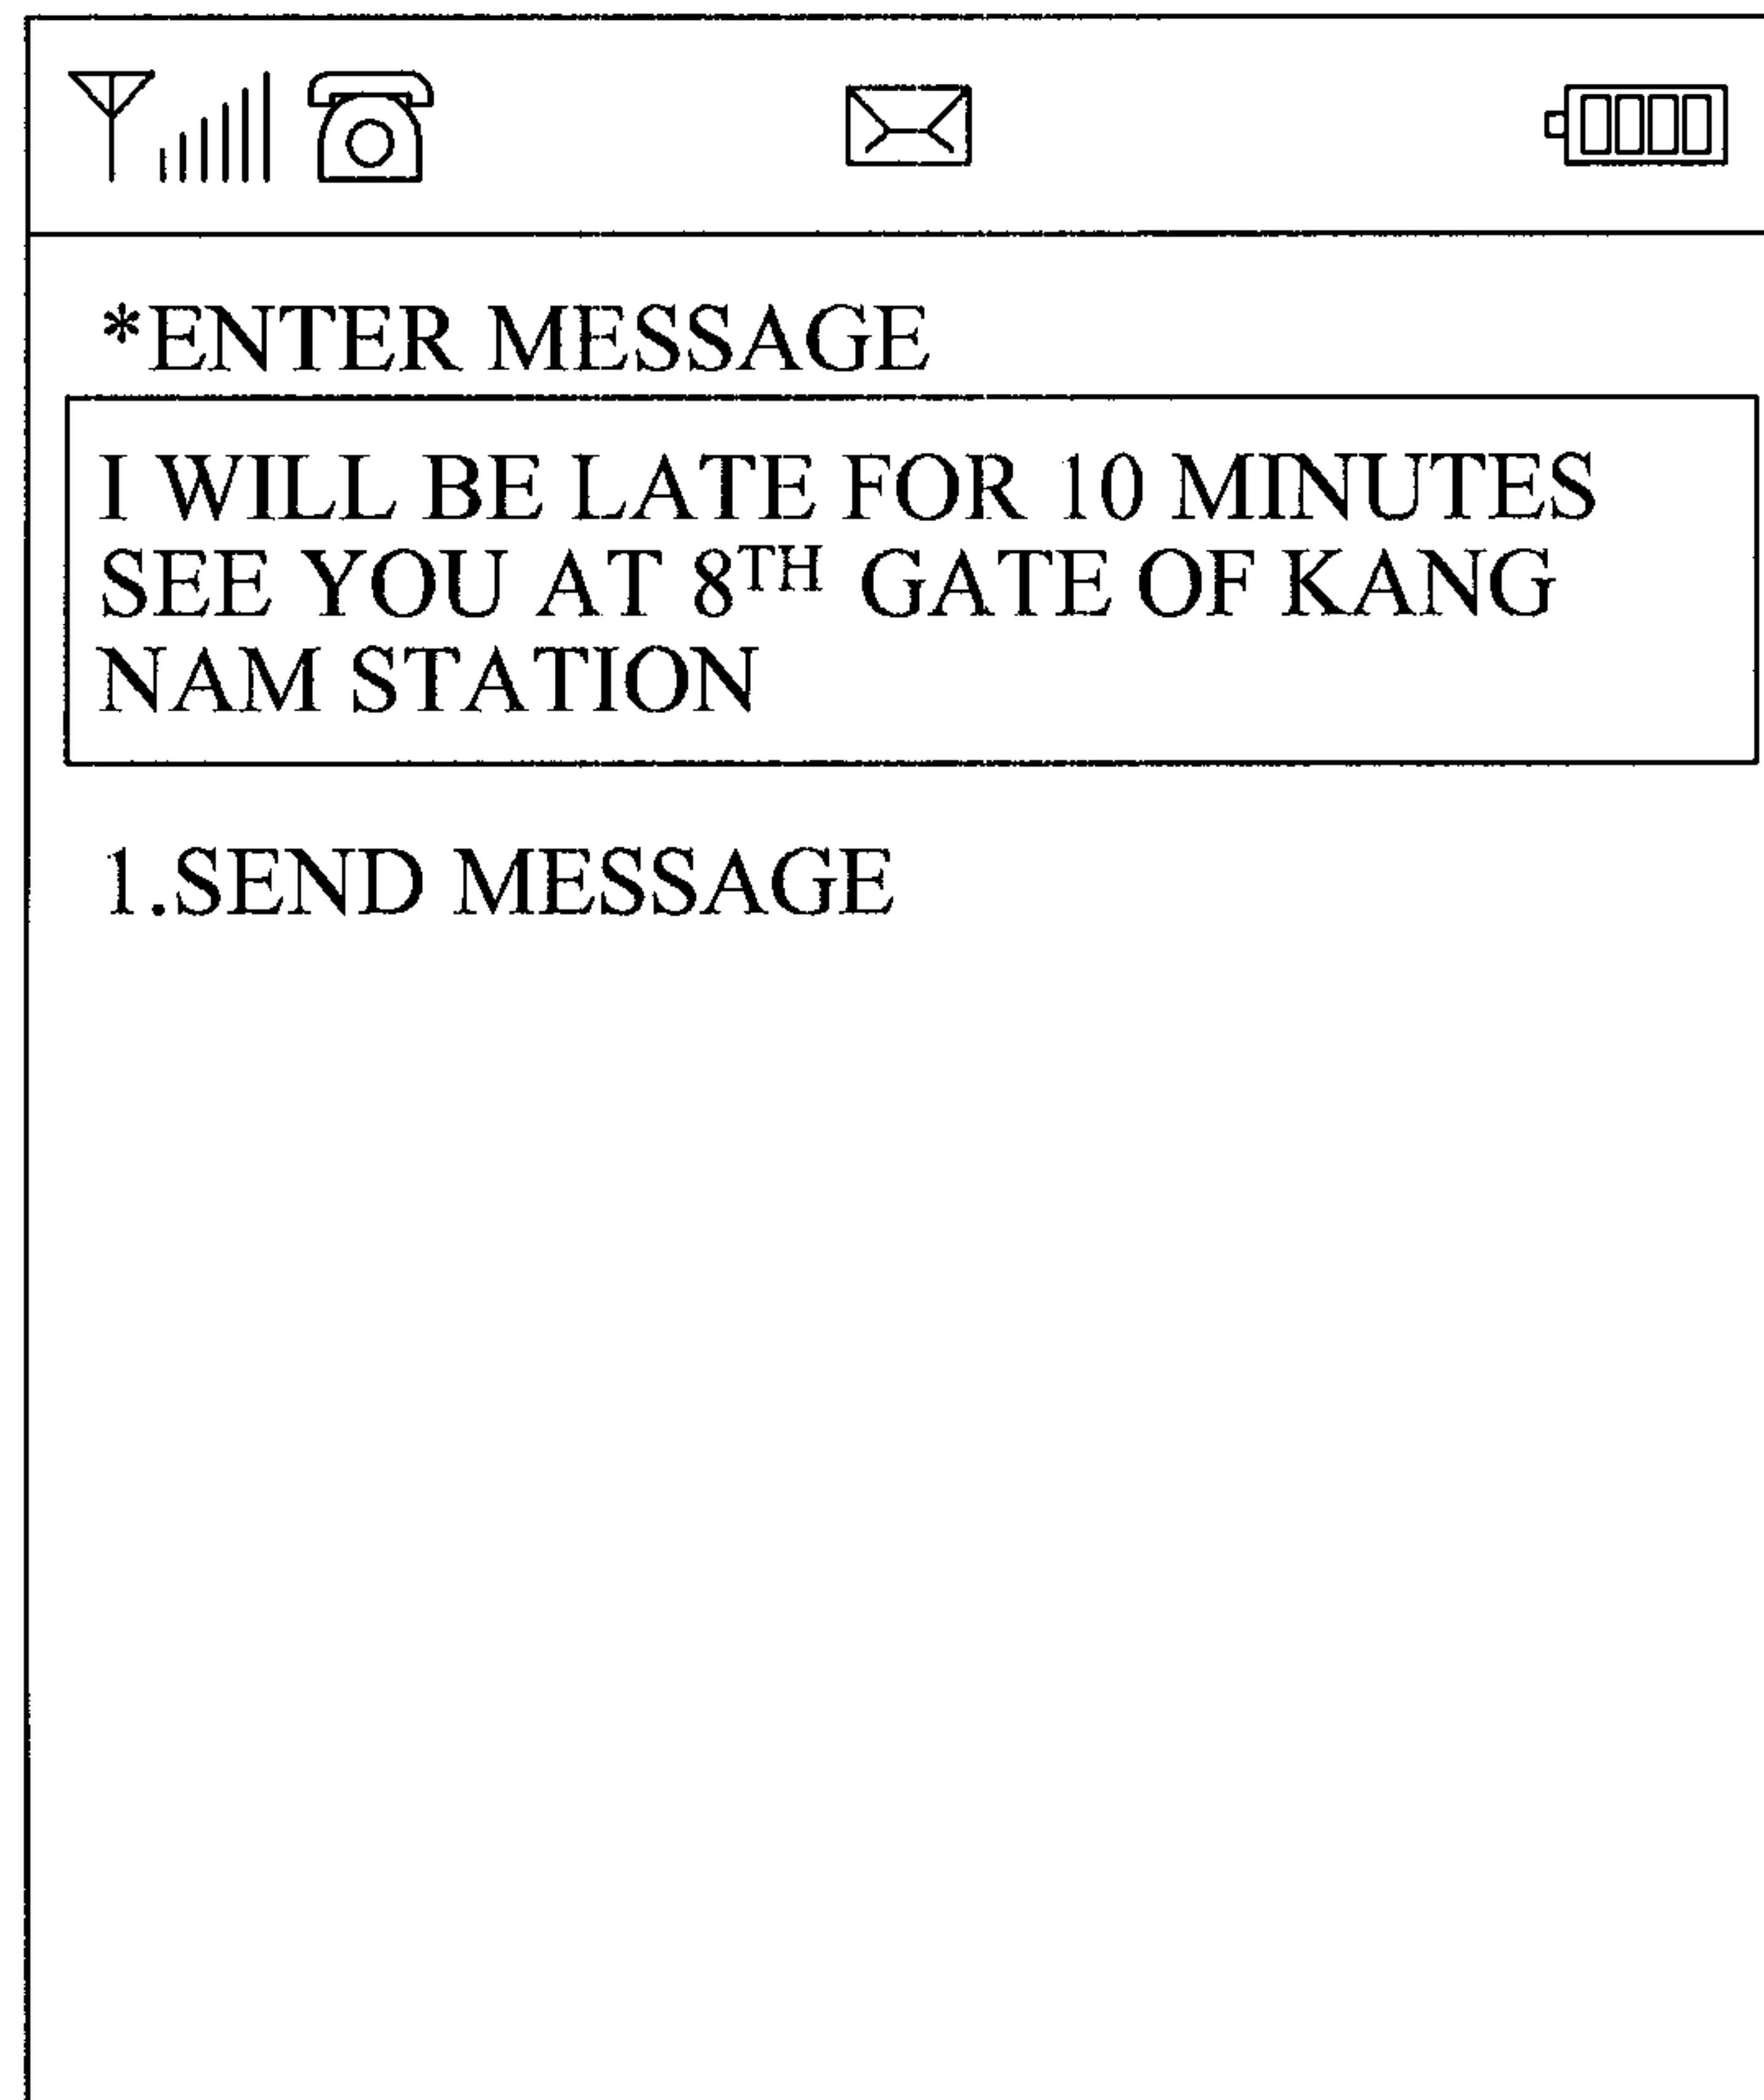 *ENTER MESSAGE
I WILL BE LATE FOR 10 MINUTES
SEE YOU AT 8TH GATE OF KANG
NAM STATION
1.SEND MESSAGE